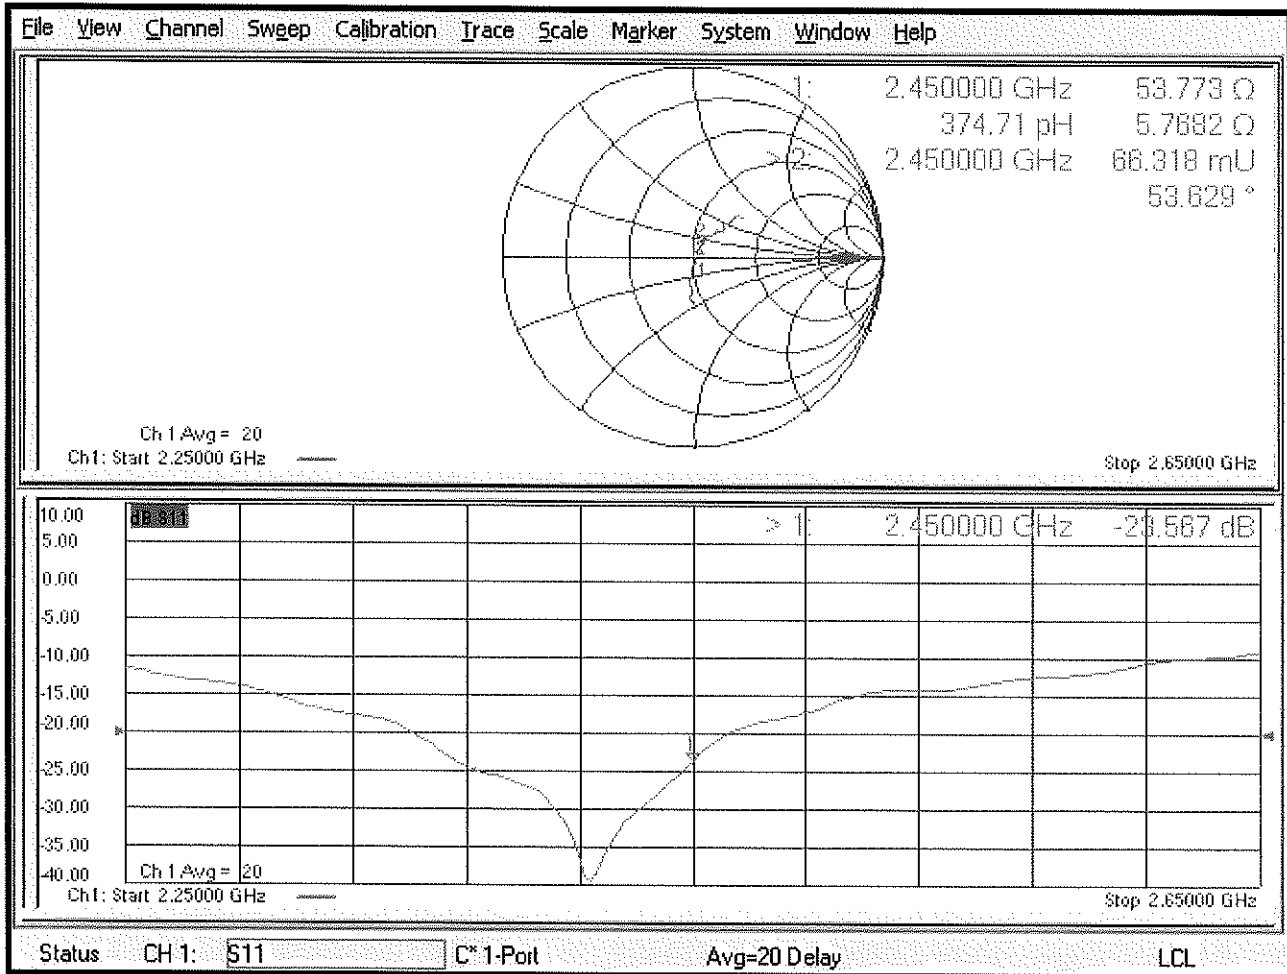 File View Channel Sweep Calibration Trace Scale Marker System Window Help
1: 2.450000 GHz 53.773 Ω
374.71 pH 5.7682 Ω
> 2: 2.450000 GHz 66.318 mU
53.629 °
Ch 1 Avg = 20
Ch1: Start 2.25000 GHz
Stop 2.65000 GHz
10.00
dB S11
> 1: 2.450000 GHz -23.567 dB
5.00
0.00
-5.00
-10.00
-15.00
-20.00
-25.00
-30.00
-35.00
-40.00
Ch 1 Avg = 20
Ch1: Start 2.25000 GHz
Stop 2.65000 GHz
Status CH 1: S11 C* 1-Port Avg=20 Delay LCL